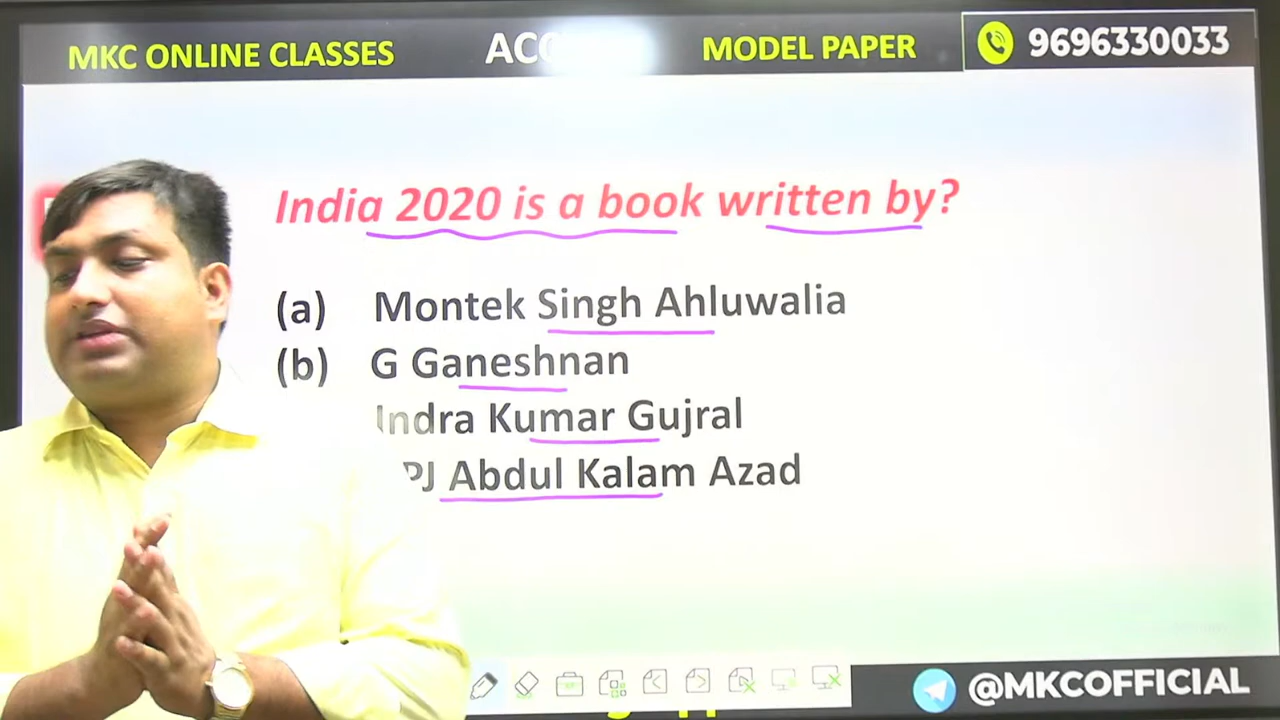 MKC ONLINE CLASSES
MODEL PAPER
9696330033
India 2020 is a book written by?
(a) Montek Singh Ahluwalia
(b) G Ganeshnan
Indra Kumar Gujral
PJ Abdul Kalam Azad
@MKCOFFICIAL